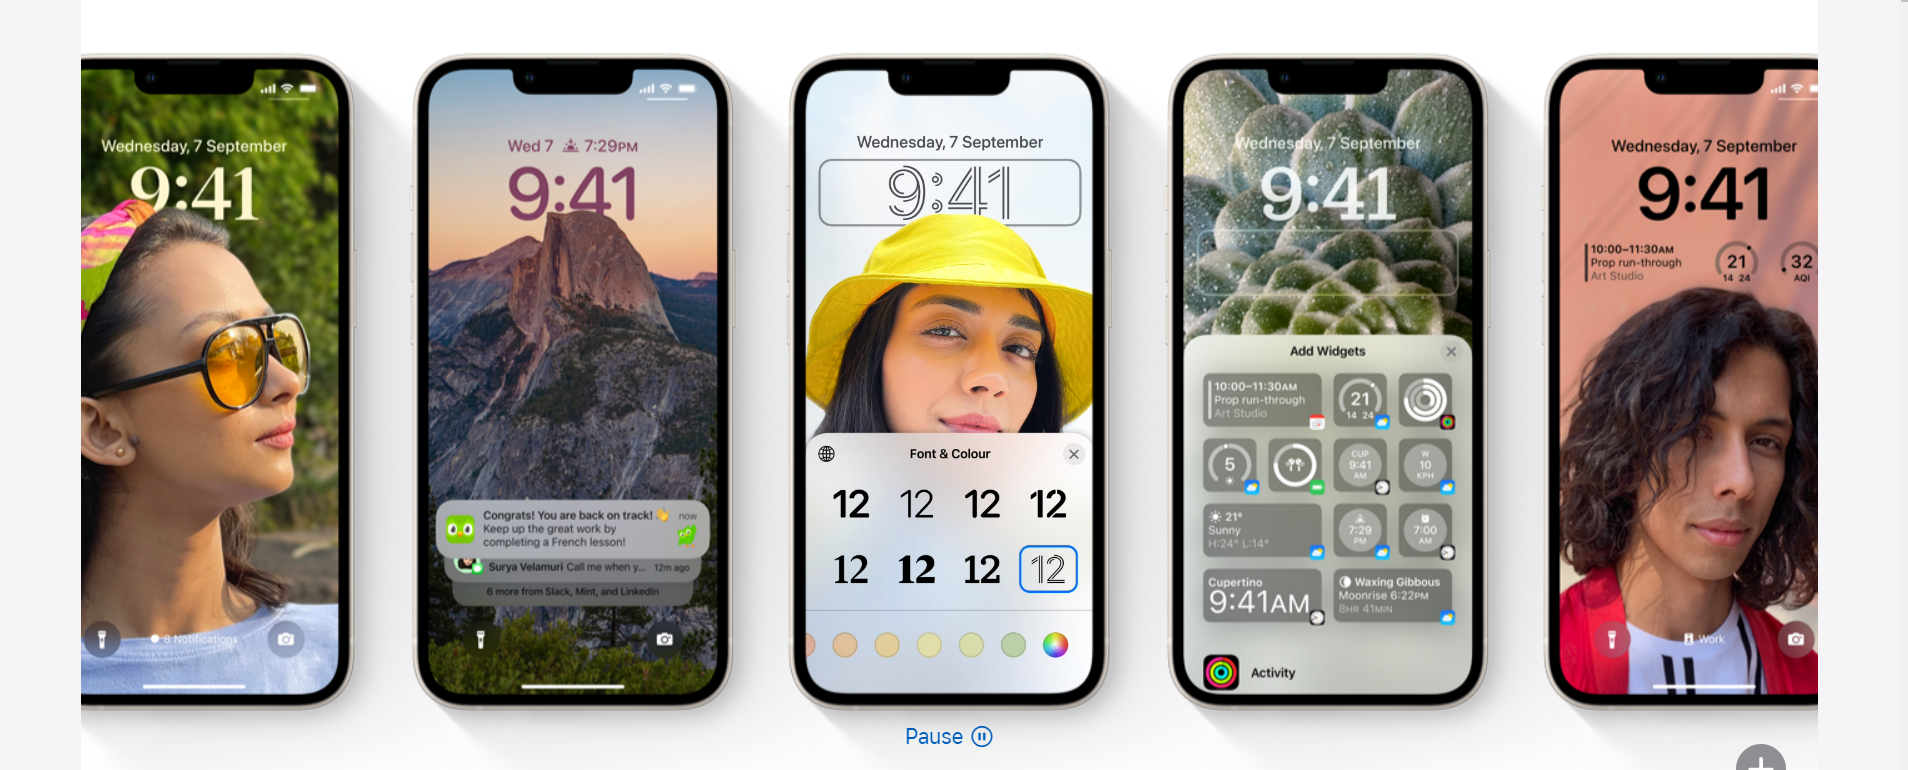 Wednesday, 7 September
9:41
8 Notifications
Wed 7 7:29PM
9:41
Congrats! You are back on track! 👋 now
Keep up the great work by
completing a French lesson!
Surya Velamuri Call me when y... 12m ago
6 more from Slack, Mint, and LinkedIn
Wednesday, 7 September
9:41
Font & Colour
12 12 12 12
12 12 12 12
Wednesday, 7 September
9:41
Add Widgets
10:00–11:30AM
Prop run-through
Art Studio
21
14 24
5
CUP
9:41
AM
W
10
KPH
21°
Sunny
H:24° L:14°
7:29
PM
7:00
AM
Cupertino
9:41AM
Waxing Gibbous
Moonrise 6:22PM
8HR 41MIN
Activity
Wednesday, 7 September
9:41
10:00–11:30AM
Prop run-through
Art Studio
21
14 24
32
AQI
Work
Pause